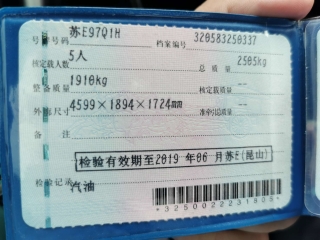 号牌号码 苏E97Q1H 档案编号 320583250337
核定载人数 5人 总质量 2505kg
整备质量 1910kg 核定载质量 --
外廓尺寸 4599×1894×1724mm 准牵引总质量 --
备注
检验有效期至2019 年06 月苏E(昆山)
检验记录
汽油
*3250022231905*